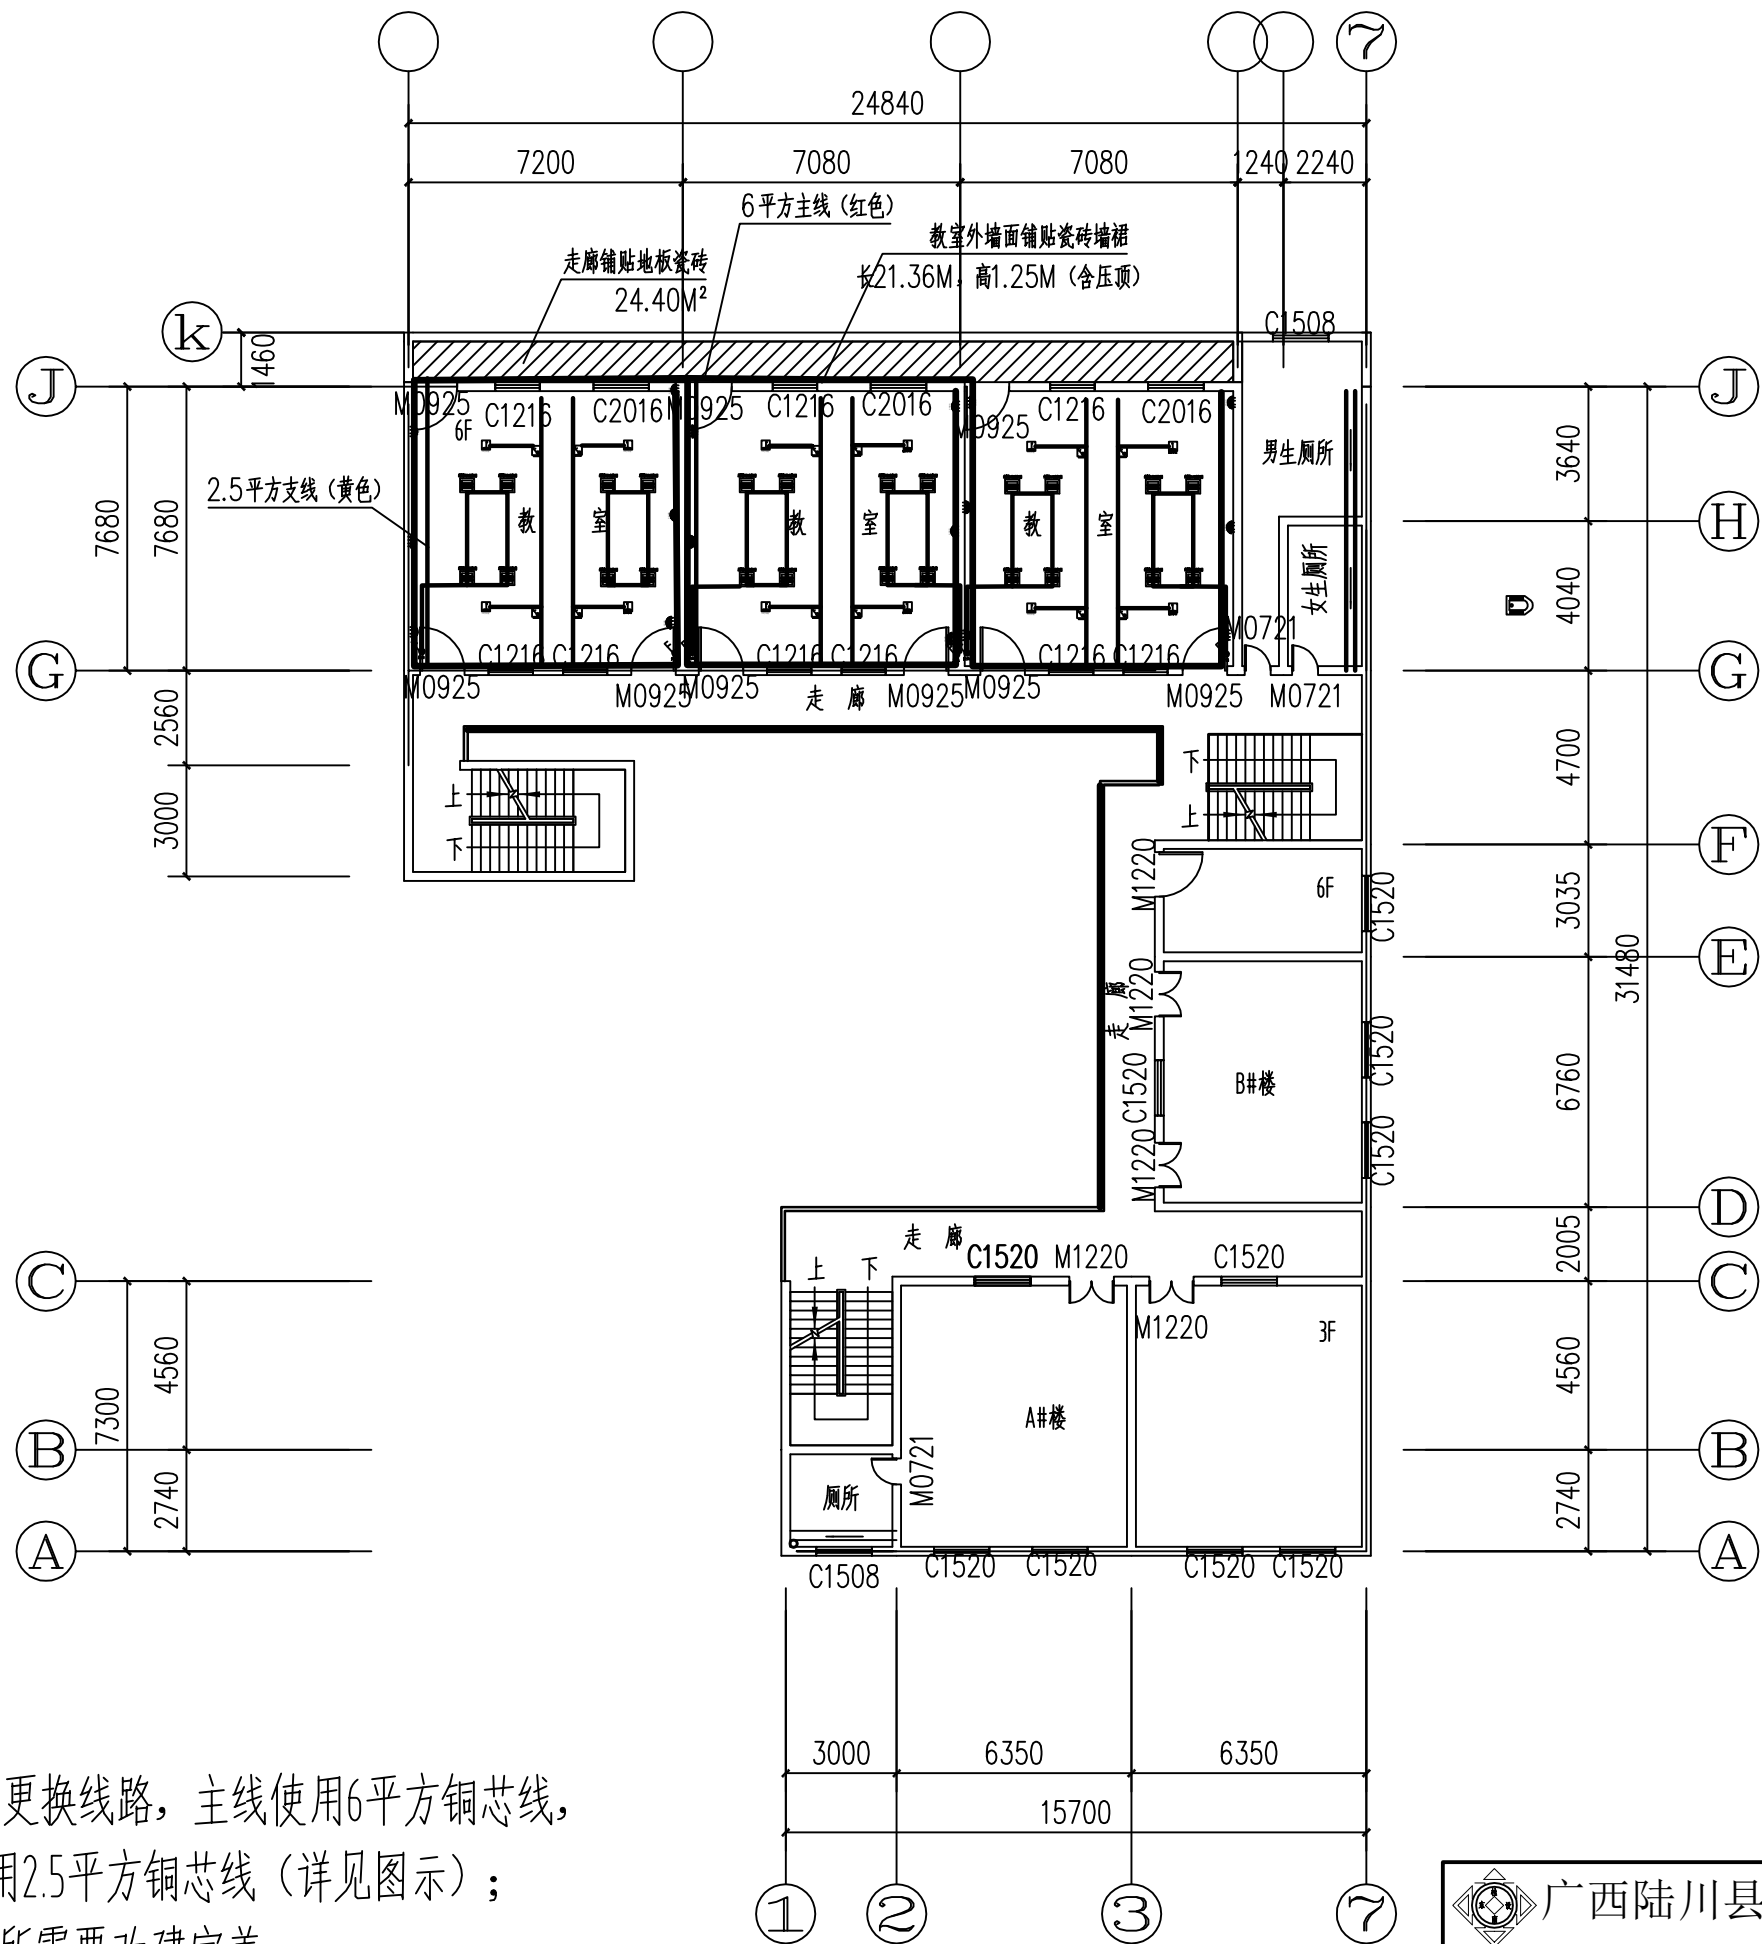 7
24840
7200
7080
7080
1240
2240
6平方主线（红色）
教室外墙面铺贴瓷砖墙裙
长21.36M，高1.25M（含压顶）
走廊铺贴地板瓷砖
24.40M²
k
1460
C1508
J
J
M0925
C1216
C2016
M0925
C1216
C2016
M0925
C1216
C2016
6F
男生厕所
3640
2.5平方支线（黄色）
7680
7680
教 室
教 室
教 室
H
女生厕所
4040
M0721
G
C1216
C1216
C1216
C1216
C1216
C1216
G
M0925
M0925
M0925
M0925
M0925
M0925
M0721
走 廊
2560
4700
下
上
上
下
3000
F
M1220
6F
C1520
3035
E
31480
M1220
走 廊
C1520
C1520
B#楼
6760
M1220
C1520
D
走 廊
2005
C1520
M1220
C1520
上
下
C
C
M1220
3F
4560
4560
7300
A#楼
B
B
M0721
厕所
2740
2740
A
A
C1508
C1520
C1520
C1520
C1520
3000
6350
6350
15700
更换线路，主线使用6平方铜芯线，
用2.5平方铜芯线（详见图示）；
1
2
3
7
广西陆川县